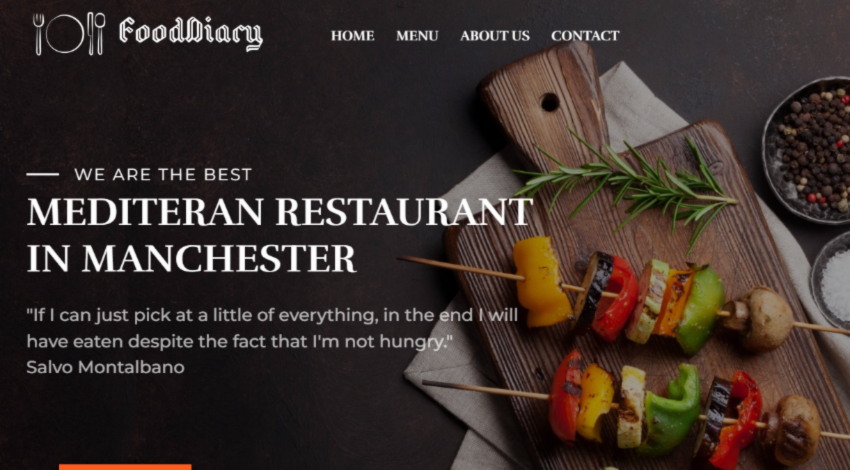 FoodDiary
HOME MENU ABOUT US CONTACT
WE ARE THE BEST
MEDITERAN RESTAURANT
IN MANCHESTER
"If I can just pick at a little of everything, in the end I will
have eaten despite the fact that I'm not hungry."
Salvo Montalbano